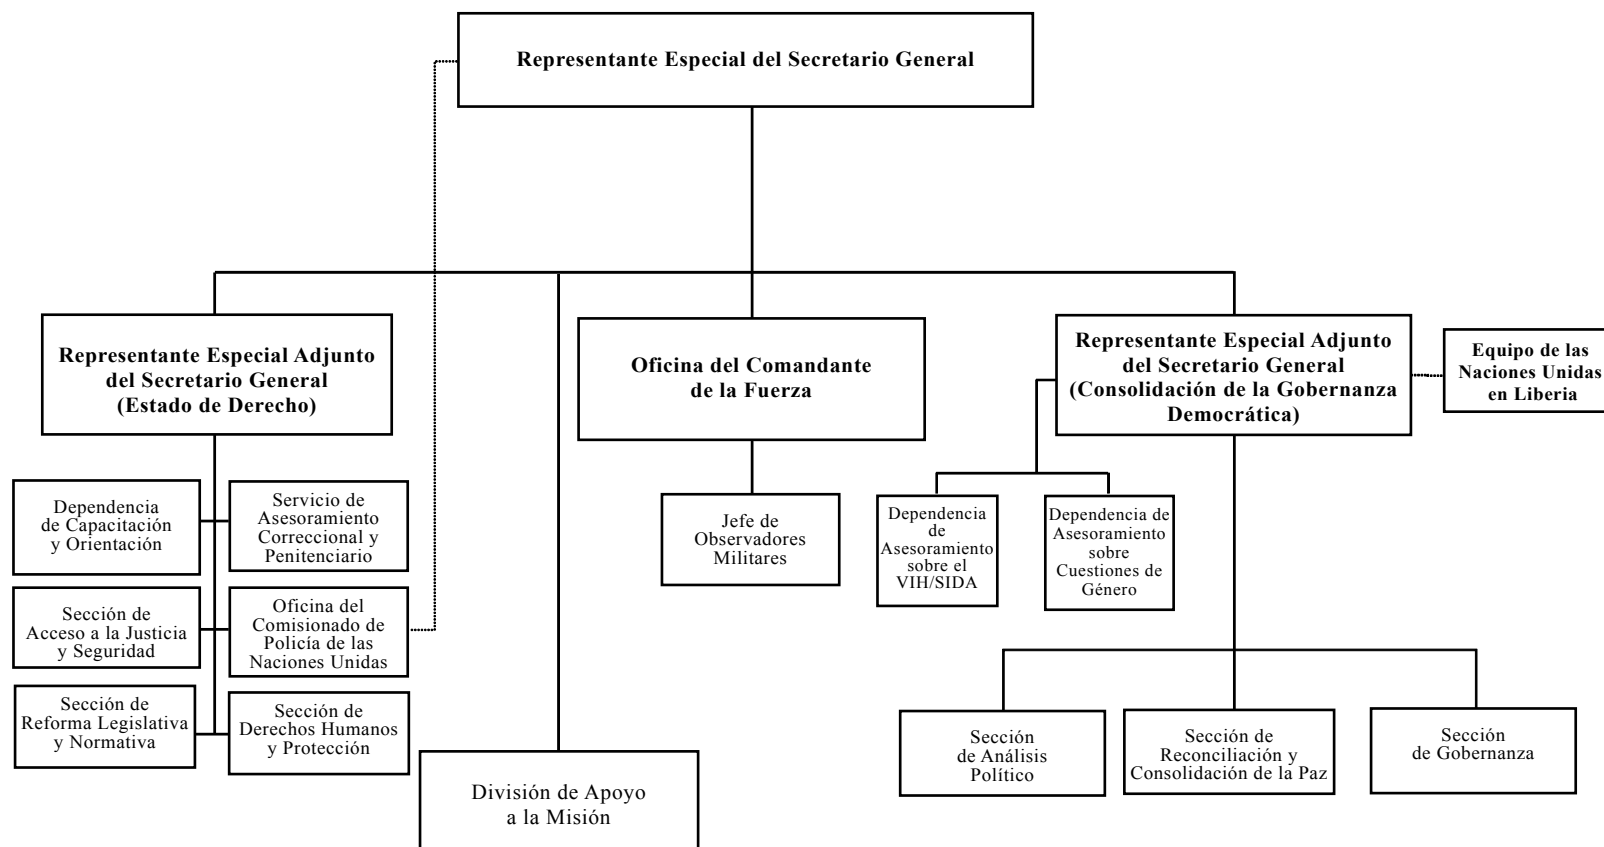 Representante Especial del Secretario General
Representante Especial Adjunto
del Secretario General
(Estado de Derecho)
Oficina del Comandante
de la Fuerza
Representante Especial Adjunto
del Secretario General
(Consolidación de la Gobernanza
Democrática)
Equipo de las
Naciones Unidas
en Liberia
Dependencia
de Capacitación
y Orientación
Servicio de
Asesoramiento
Correccional y
Penitenciario
Jefe de
Observadores
Militares
Dependencia
de
Asesoramiento
sobre el
VIH/SIDA
Dependencia de
Asesoramiento
sobre
Cuestiones de
Género
Sección de
Acceso a la Justicia
y Seguridad
Oficina del
Comisionado de
Policía de las
Naciones Unidas
Sección de
Reforma Legislativa
y Normativa
Sección de
Derechos Humanos
y Protección
División de Apoyo
a la Misión
Sección
de Análisis
Político
Sección de
Reconciliación y
Consolidación de la Paz
Sección
de Gobernanza